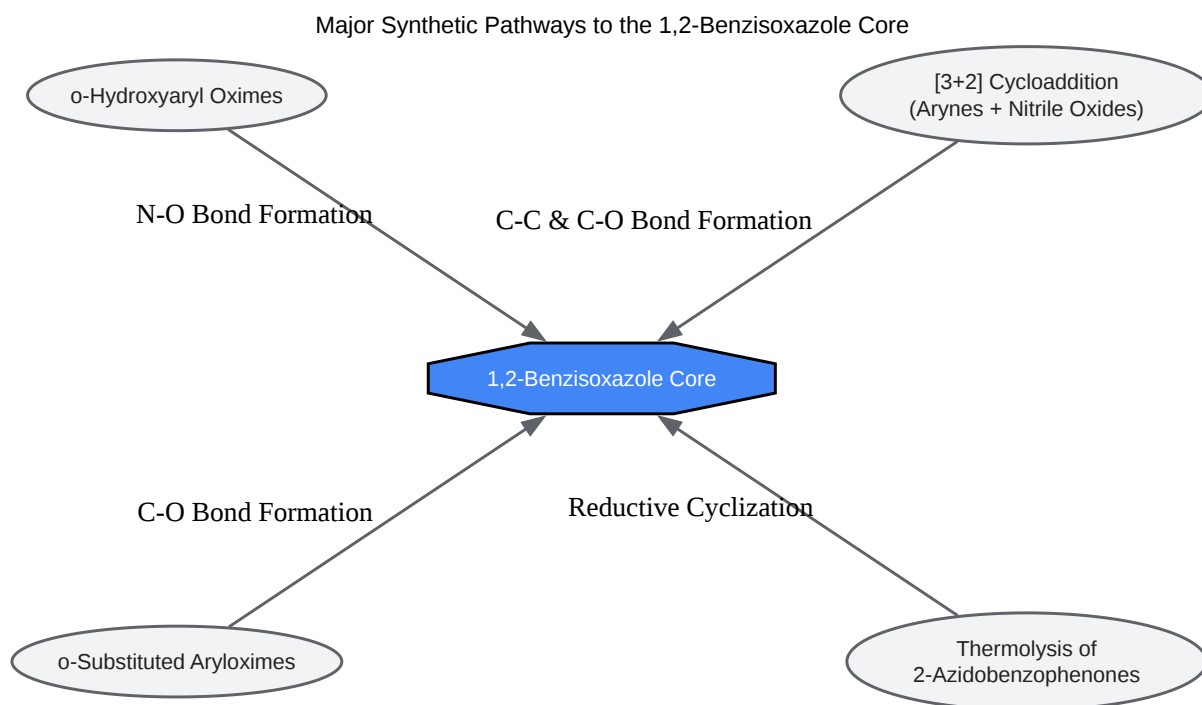 Major Synthetic Pathways to the 1,2-Benzisoxazole Core
o-Hydroxyaryl Oximes
[3+2] Cycloaddition
(Arynes + Nitrile Oxides)
N-O Bond Formation
C-C & C-O Bond Formation
1,2-Benzisoxazole Core
C-O Bond Formation
Reductive Cyclization
o-Substituted Aryloximes
Thermolysis of
2-Azidobenzophenones